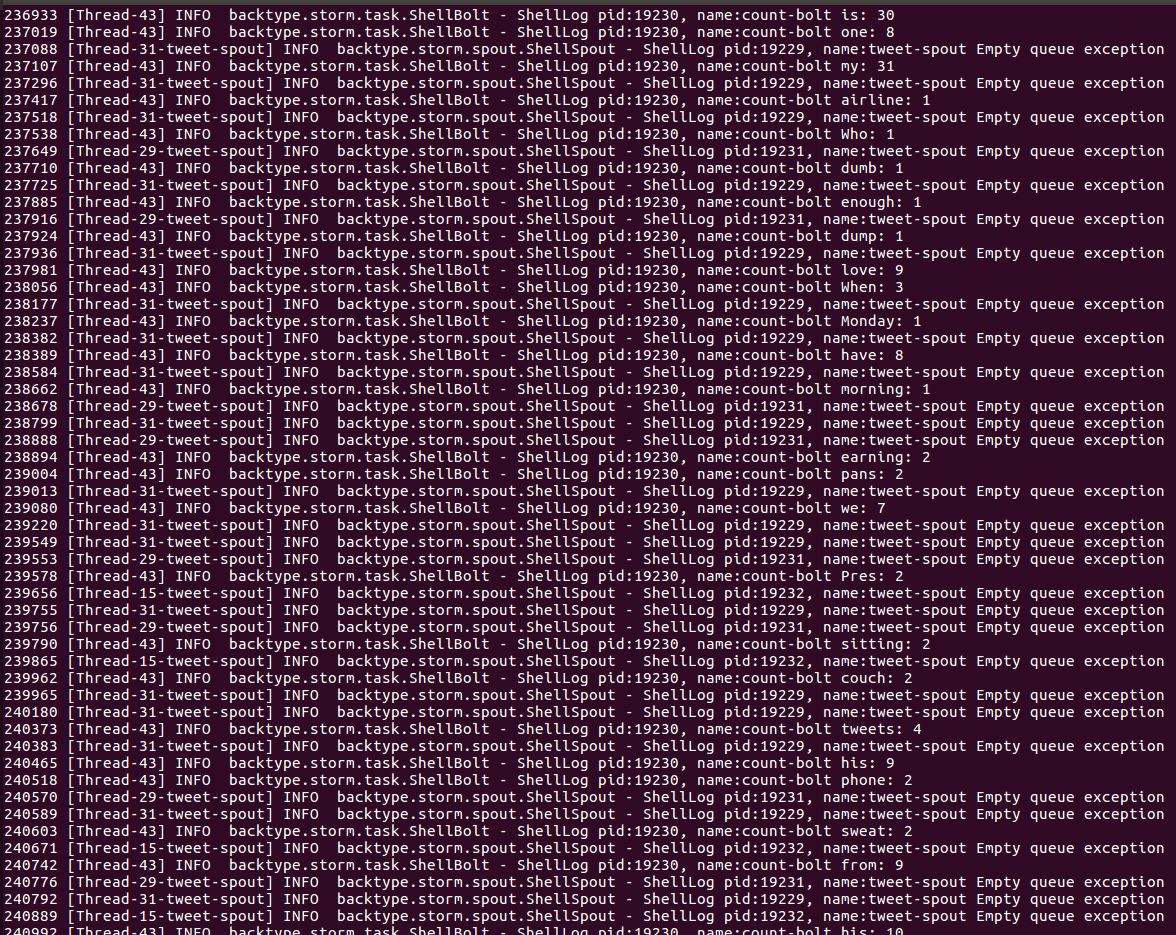 236933 [Thread-43] INFO  backtype.storm.task.ShellBolt - ShellLog pid:19230, name:count-bolt is: 30
237019 [Thread-43] INFO  backtype.storm.task.ShellBolt - ShellLog pid:19230, name:count-bolt one: 8
237088 [Thread-31-tweet-spout] INFO  backtype.storm.spout.ShellSpout - ShellLog pid:19229, name:tweet-spout Empty queue exception
237107 [Thread-43] INFO  backtype.storm.task.ShellBolt - ShellLog pid:19230, name:count-bolt my: 31
237296 [Thread-31-tweet-spout] INFO  backtype.storm.spout.ShellSpout - ShellLog pid:19229, name:tweet-spout Empty queue exception
237417 [Thread-43] INFO  backtype.storm.task.ShellBolt - ShellLog pid:19230, name:count-bolt airline: 1
237518 [Thread-31-tweet-spout] INFO  backtype.storm.spout.ShellSpout - ShellLog pid:19229, name:tweet-spout Empty queue exception
237538 [Thread-43] INFO  backtype.storm.task.ShellBolt - ShellLog pid:19230, name:count-bolt Who: 1
237649 [Thread-29-tweet-spout] INFO  backtype.storm.spout.ShellSpout - ShellLog pid:19231, name:tweet-spout Empty queue exception
237710 [Thread-43] INFO  backtype.storm.task.ShellBolt - ShellLog pid:19230, name:count-bolt dumb: 1
237725 [Thread-31-tweet-spout] INFO  backtype.storm.spout.ShellSpout - ShellLog pid:19229, name:tweet-spout Empty queue exception
237885 [Thread-43] INFO  backtype.storm.task.ShellBolt - ShellLog pid:19230, name:count-bolt enough: 1
237916 [Thread-29-tweet-spout] INFO  backtype.storm.spout.ShellSpout - ShellLog pid:19231, name:tweet-spout Empty queue exception
237924 [Thread-43] INFO  backtype.storm.task.ShellBolt - ShellLog pid:19230, name:count-bolt dump: 1
237936 [Thread-31-tweet-spout] INFO  backtype.storm.spout.ShellSpout - ShellLog pid:19229, name:tweet-spout Empty queue exception
237981 [Thread-43] INFO  backtype.storm.task.ShellBolt - ShellLog pid:19230, name:count-bolt love: 9
238056 [Thread-43] INFO  backtype.storm.task.ShellBolt - ShellLog pid:19230, name:count-bolt When: 3
238177 [Thread-31-tweet-spout] INFO  backtype.storm.spout.ShellSpout - ShellLog pid:19229, name:tweet-spout Empty queue exception
238237 [Thread-43] INFO  backtype.storm.task.ShellBolt - ShellLog pid:19230, name:count-bolt Monday: 1
238382 [Thread-31-tweet-spout] INFO  backtype.storm.spout.ShellSpout - ShellLog pid:19229, name:tweet-spout Empty queue exception
238389 [Thread-43] INFO  backtype.storm.task.ShellBolt - ShellLog pid:19230, name:count-bolt have: 8
238584 [Thread-31-tweet-spout] INFO  backtype.storm.spout.ShellSpout - ShellLog pid:19229, name:tweet-spout Empty queue exception
238662 [Thread-43] INFO  backtype.storm.task.ShellBolt - ShellLog pid:19230, name:count-bolt morning: 1
238678 [Thread-29-tweet-spout] INFO  backtype.storm.spout.ShellSpout - ShellLog pid:19231, name:tweet-spout Empty queue exception
238799 [Thread-31-tweet-spout] INFO  backtype.storm.spout.ShellSpout - ShellLog pid:19229, name:tweet-spout Empty queue exception
238888 [Thread-29-tweet-spout] INFO  backtype.storm.spout.ShellSpout - ShellLog pid:19231, name:tweet-spout Empty queue exception
238894 [Thread-43] INFO  backtype.storm.task.ShellBolt - ShellLog pid:19230, name:count-bolt earning: 2
239004 [Thread-43] INFO  backtype.storm.task.ShellBolt - ShellLog pid:19230, name:count-bolt pans: 2
239013 [Thread-31-tweet-spout] INFO  backtype.storm.spout.ShellSpout - ShellLog pid:19229, name:tweet-spout Empty queue exception
239080 [Thread-43] INFO  backtype.storm.task.ShellBolt - ShellLog pid:19230, name:count-bolt we: 7
239220 [Thread-31-tweet-spout] INFO  backtype.storm.spout.ShellSpout - ShellLog pid:19229, name:tweet-spout Empty queue exception
239549 [Thread-31-tweet-spout] INFO  backtype.storm.spout.ShellSpout - ShellLog pid:19229, name:tweet-spout Empty queue exception
239553 [Thread-29-tweet-spout] INFO  backtype.storm.spout.ShellSpout - ShellLog pid:19231, name:tweet-spout Empty queue exception
239578 [Thread-43] INFO  backtype.storm.task.ShellBolt - ShellLog pid:19230, name:count-bolt Pres: 2
239656 [Thread-15-tweet-spout] INFO  backtype.storm.spout.ShellSpout - ShellLog pid:19232, name:tweet-spout Empty queue exception
239755 [Thread-31-tweet-spout] INFO  backtype.storm.spout.ShellSpout - ShellLog pid:19229, name:tweet-spout Empty queue exception
239756 [Thread-29-tweet-spout] INFO  backtype.storm.spout.ShellSpout - ShellLog pid:19231, name:tweet-spout Empty queue exception
239790 [Thread-43] INFO  backtype.storm.task.ShellBolt - ShellLog pid:19230, name:count-bolt sitting: 2
239865 [Thread-15-tweet-spout] INFO  backtype.storm.spout.ShellSpout - ShellLog pid:19232, name:tweet-spout Empty queue exception
239962 [Thread-43] INFO  backtype.storm.task.ShellBolt - ShellLog pid:19230, name:count-bolt couch: 2
239965 [Thread-31-tweet-spout] INFO  backtype.storm.spout.ShellSpout - ShellLog pid:19229, name:tweet-spout Empty queue exception
240180 [Thread-31-tweet-spout] INFO  backtype.storm.spout.ShellSpout - ShellLog pid:19229, name:tweet-spout Empty queue exception
240373 [Thread-43] INFO  backtype.storm.task.ShellBolt - ShellLog pid:19230, name:count-bolt tweets: 4
240383 [Thread-31-tweet-spout] INFO  backtype.storm.spout.ShellSpout - ShellLog pid:19229, name:tweet-spout Empty queue exception
240465 [Thread-43] INFO  backtype.storm.task.ShellBolt - ShellLog pid:19230, name:count-bolt his: 9
240518 [Thread-43] INFO  backtype.storm.task.ShellBolt - ShellLog pid:19230, name:count-bolt phone: 2
240570 [Thread-29-tweet-spout] INFO  backtype.storm.spout.ShellSpout - ShellLog pid:19231, name:tweet-spout Empty queue exception
240589 [Thread-31-tweet-spout] INFO  backtype.storm.spout.ShellSpout - ShellLog pid:19229, name:tweet-spout Empty queue exception
240603 [Thread-43] INFO  backtype.storm.task.ShellBolt - ShellLog pid:19230, name:count-bolt sweat: 2
240671 [Thread-15-tweet-spout] INFO  backtype.storm.spout.ShellSpout - ShellLog pid:19232, name:tweet-spout Empty queue exception
240742 [Thread-43] INFO  backtype.storm.task.ShellBolt - ShellLog pid:19230, name:count-bolt from: 9
240776 [Thread-29-tweet-spout] INFO  backtype.storm.spout.ShellSpout - ShellLog pid:19231, name:tweet-spout Empty queue exception
240792 [Thread-31-tweet-spout] INFO  backtype.storm.spout.ShellSpout - ShellLog pid:19229, name:tweet-spout Empty queue exception
240889 [Thread-15-tweet-spout] INFO  backtype.storm.spout.ShellSpout - ShellLog pid:19232, name:tweet-spout Empty queue exception
240992 [Thread-43] INFO  backtype.storm.task.ShellBolt - ShellLog pid:19230, name:count-bolt his: 10